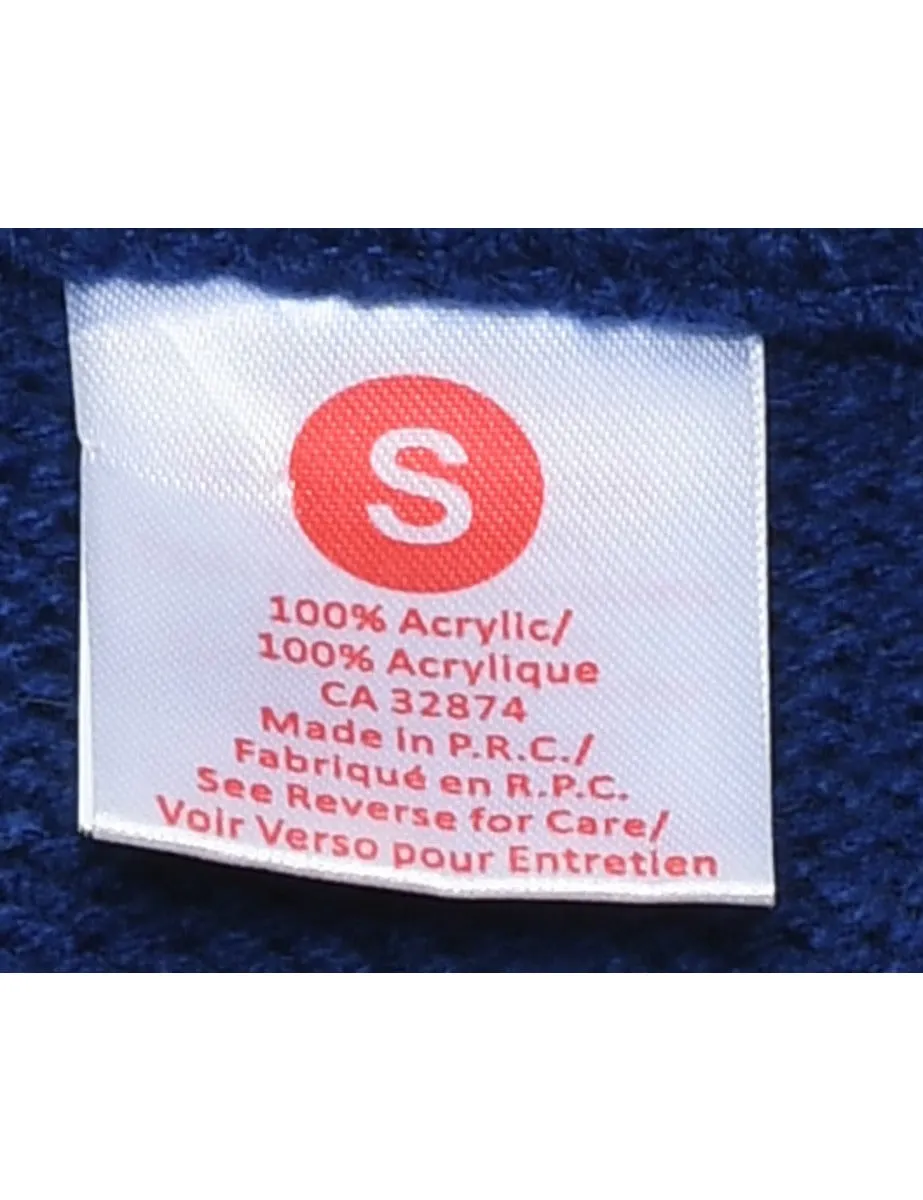 S
100% Acrylic/
100% Acrylique
CA 32874
Made in P.R.C./
Fabriqué en R.P.C.
See Reverse for Care/
Voir Verso pour Entretien